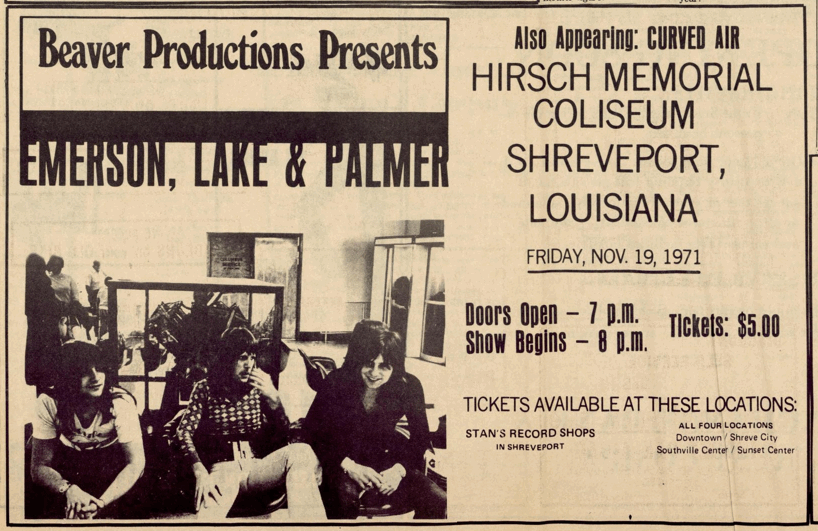 Beaver Productions Presents
EMERSON, LAKE & PALMER
Also Appearing: CURVED AIR
HIRSCH MEMORIAL
COLISEUM
SHREVEPORT,
LOUISIANA
FRIDAY, NOV. 19, 1971
Doors Open – 7 p.m.
Show Begins – 8 p.m.
Tickets: $5.00
TICKETS AVAILABLE AT THESE LOCATIONS:
STAN'S RECORD SHOPS
IN SHREVEPORT
ALL FOUR LOCATIONS
Downtown / Shreve City
Southville Center / Sunset Center